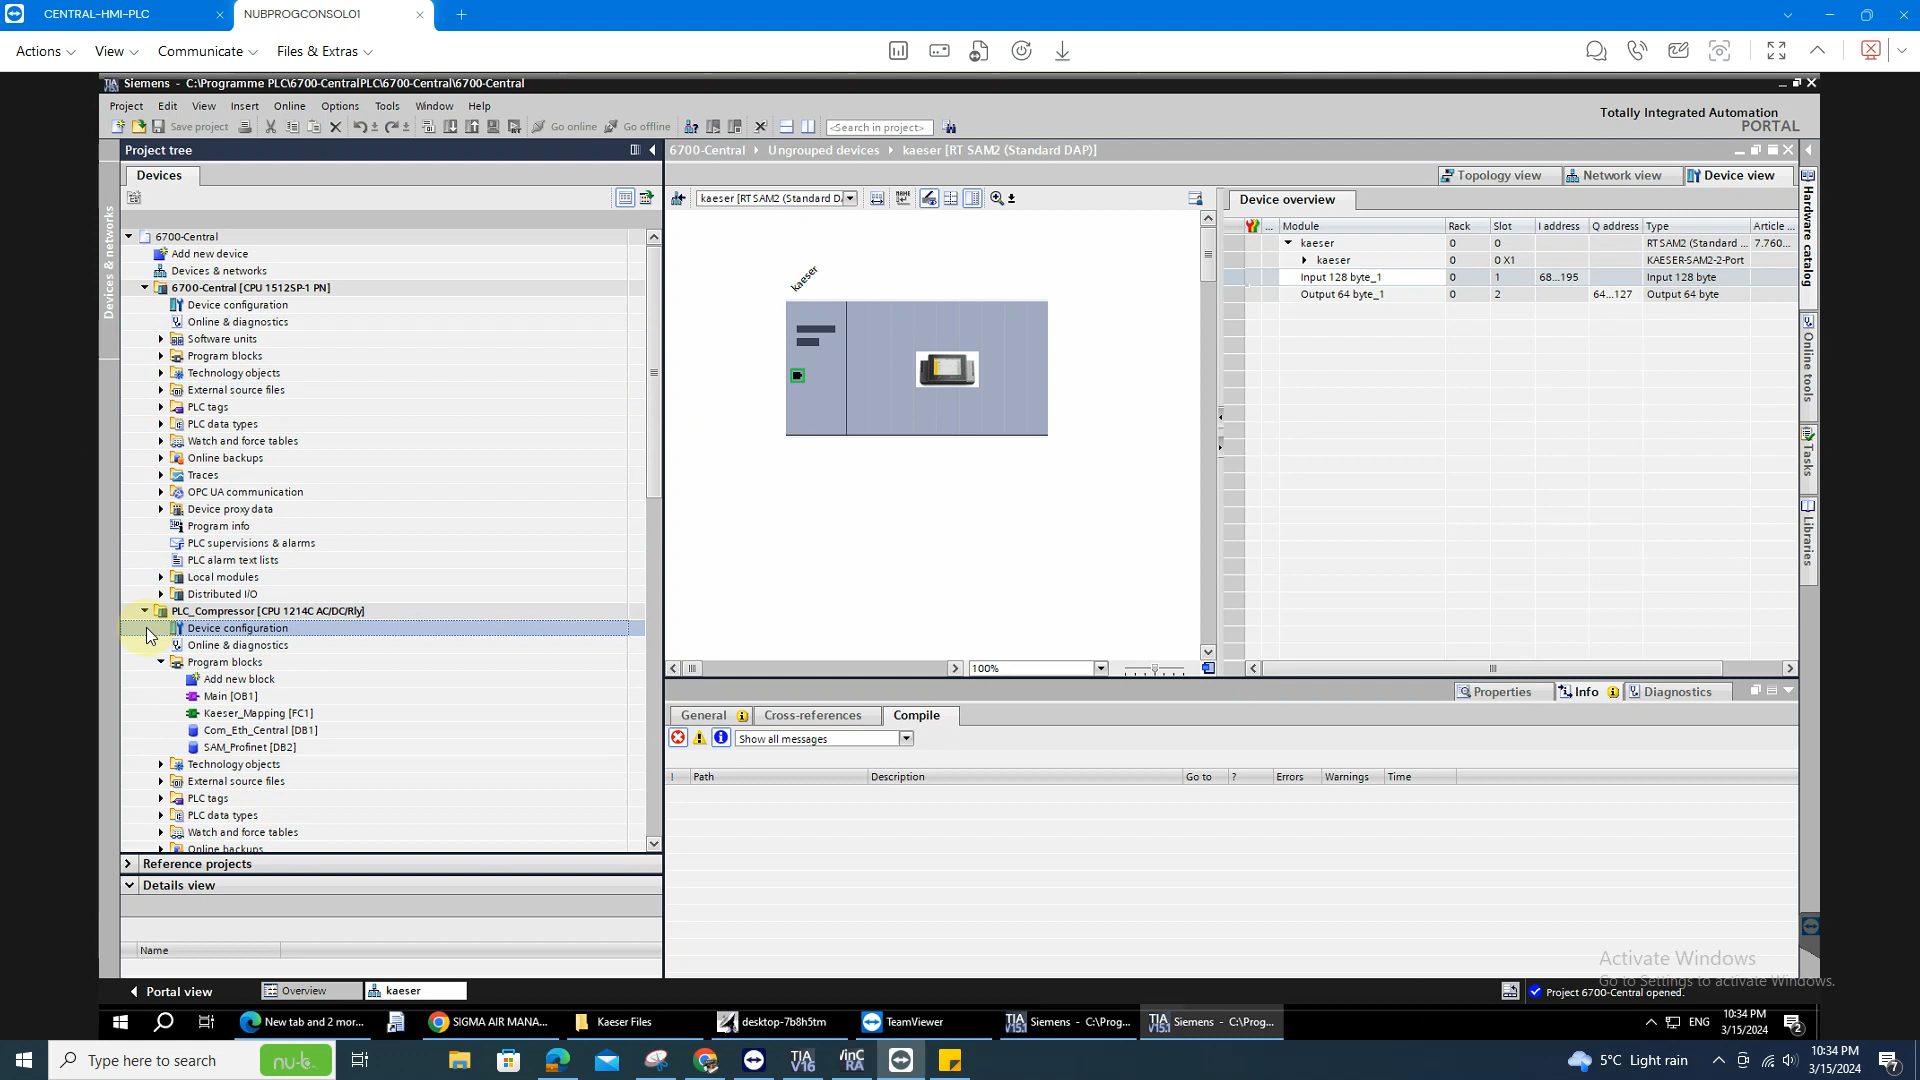 CENTRAL-HMI-PLC
NUBPROGCONSOL01
Actions
View
Communicate
Files & Extras
Siemens - C:\Programme PLC\6700-CentralPLC\6700-Central\6700-Central
Project Edit View Insert Online Options Tools Window Help
Totally Integrated Automation
PORTAL
Save project
Go online
Go offline
<Search in project>
Project tree
6700-Central
Ungrouped devices
kaeser [RT SAM2 (Standard DAP)]
Devices
Topology view
Network view
Device view
kaeser [RT SAM2 (Standard D
Device overview
Devices & networks
6700-Central
Add new device
Devices & networks
6700-Central [CPU 1512SP-1 PN]
Device configuration
Online & diagnostics
Software units
Program blocks
Technology objects
External source files
PLC tags
PLC data types
Watch and force tables
Online backups
Traces
OPC UA communication
Device proxy data
Program info
PLC supervisions & alarms
PLC alarm text lists
Local modules
Distributed I/O
PLC_Compressor [CPU 1214C AC/DC/Rly]
Device configuration
Online & diagnostics
Program blocks
Add new block
Main [OB1]
Kaeser_Mapping [FC1]
Com_Eth_Central [DB1]
SAM_Profinet [DB2]
Technology objects
External source files
PLC tags
PLC data types
Watch and force tables
Online backups
Reference projects
Details view
Name
kaeser
100%
... Module Rack Slot I address Q address Type Article ...
kaeser 0 0 RT SAM2 (Standard ... 7.760...
kaeser 0 0 X1 KAESER-SAM2-2-Port
Input 128 byte_1 0 1 68...195 Input 128 byte
Output 64 byte_1 0 2 64...127 Output 64 byte
Hardware catalog
Online tools
Tasks
Libraries
Properties
Info
Diagnostics
General
Cross-references
Compile
Show all messages
! Path Description Go to ? Errors Warnings Time
Activate Windows
Go to Settings to activate Windows.
Portal view
Overview
kaeser
Project 6700-Central opened.
New tab and 2 mor...
SIGMA AIR MANA...
Kaeser Files
desktop-7b8h5tm
TeamViewer
Siemens - C:\Prog...
Siemens - C:\Prog...
ENG
10:34 PM
3/15/2024
2
Type here to search
nu-t
TIA
V16
inC
RA
5°C Light rain
10:34 PM
3/15/2024
7